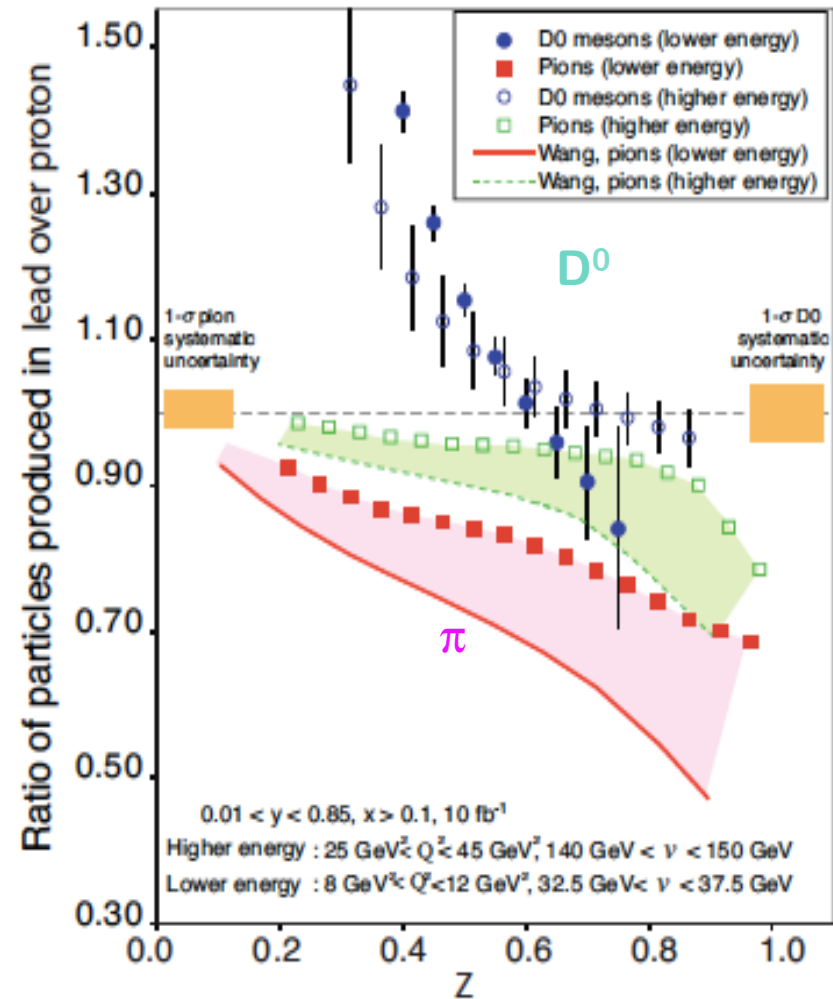 Ratio of particles produced in lead over proton
1.50
1.30
1.10
0.90
0.70
0.50
0.30
D0 mesons (lower energy)
Pions (lower energy)
D0 mesons (higher energy)
Pions (higher energy)
Wang, pions (lower energy)
Wang, pions (higher energy)
D⁰
1-σ pion
systematic
uncertainty
1-σ D0
systematic
uncertainty
π
0.01 < y < 0.85, x > 0.1, 10 fb⁻¹
Higher energy : 25 GeV² < Q² < 45 GeV², 140 GeV < ν < 150 GeV
Lower energy : 8 GeV² < Q² < 12 GeV², 32.5 GeV < ν < 37.5 GeV
0.0 0.2 0.4 0.6 0.8 1.0
Z